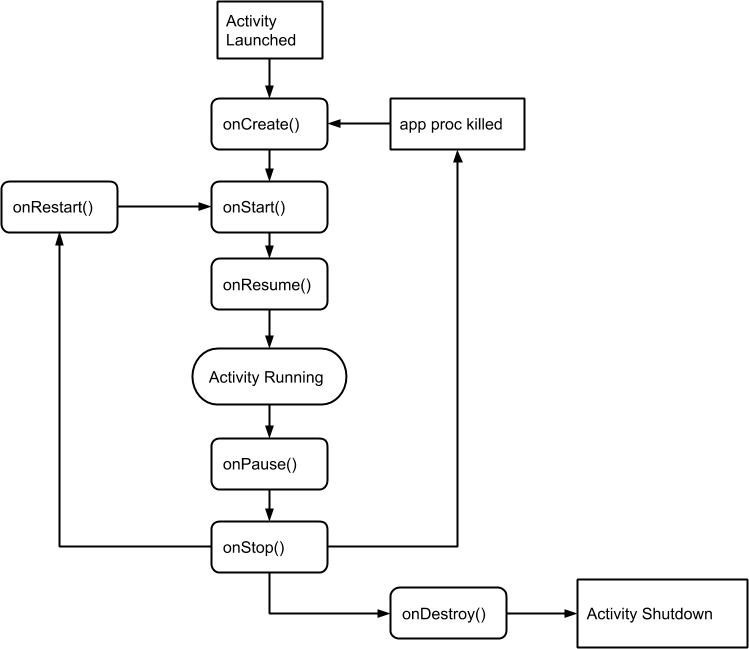 Activity
Launched
onCreate()
app proc killed
onRestart()
onStart()
onResume()
Activity Running
onPause()
onStop()
onDestroy()
Activity Shutdown